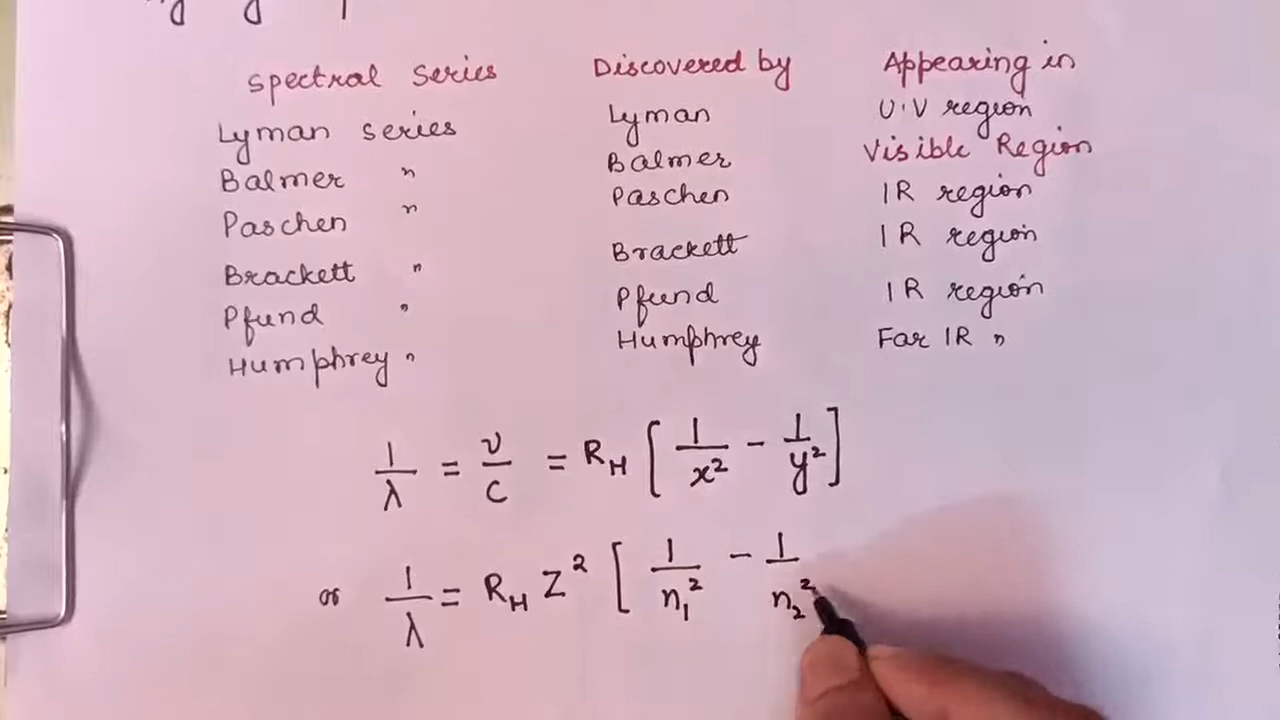 Spectral Series Discovered by Appearing in
Lyman series Lyman U.V region
Balmer " Balmer Visible Region
Paschen " Paschen IR region
Brackett " Brackett IR region
Pfund " Pfund IR region
Humphrey " Humphrey Far IR "
1/λ = ν/c = R_H [ 1/x² - 1/y² ]
or 1/λ = R_H Z² [ 1/n₁² - 1/n₂²